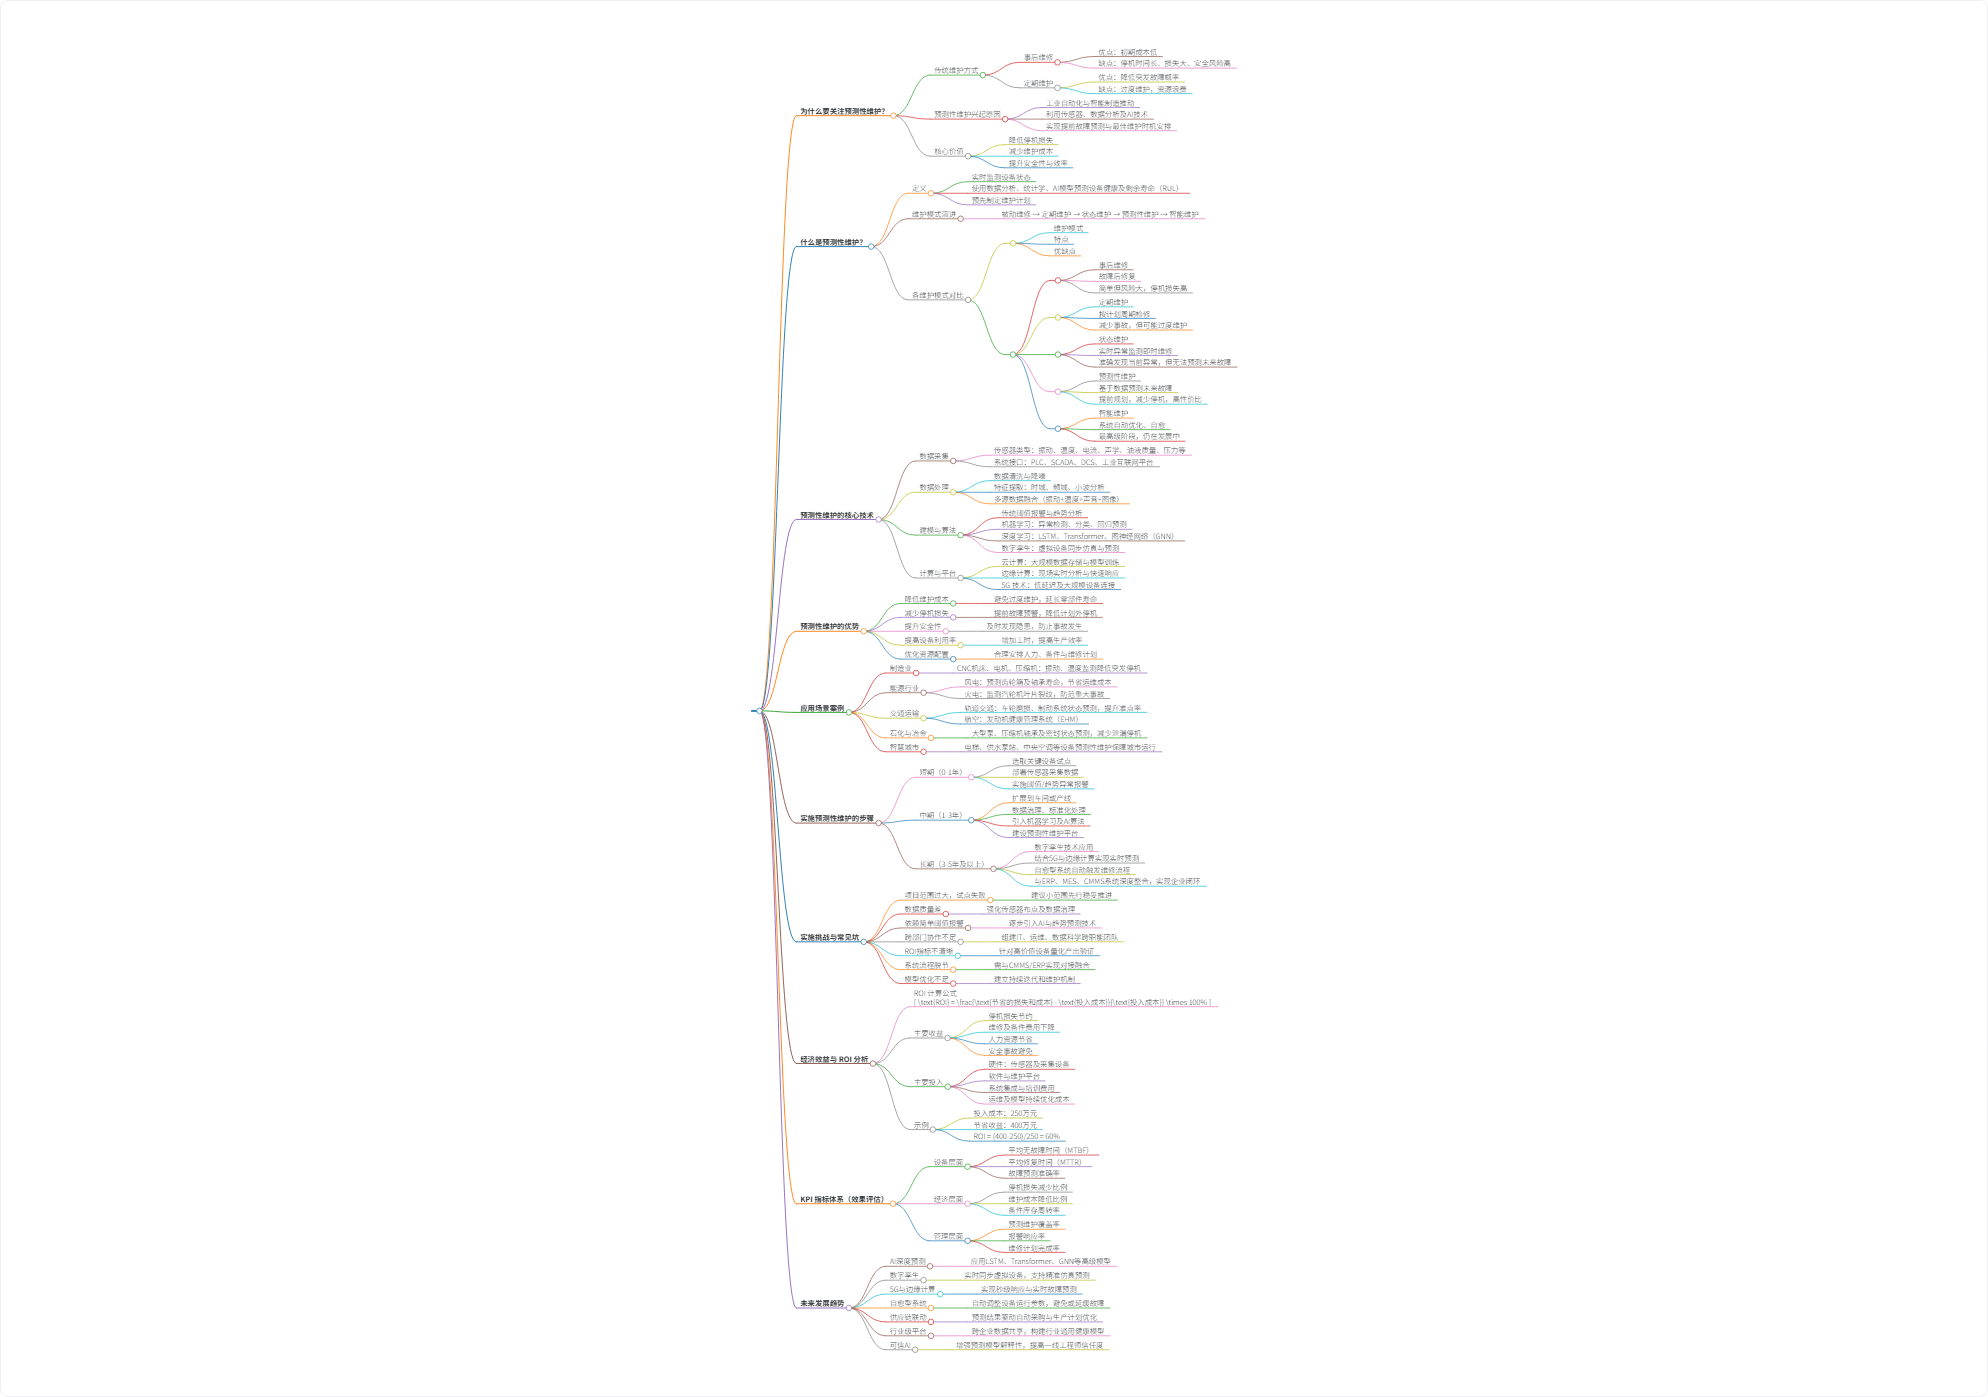 为什么要关注预测性维护？
传统维护方式
事后维修
优点：初期成本低
缺点：停机时间长、损失大、安全风险高
定期维护
优点：降低突发故障概率
缺点：过度维护，资源浪费
预测性维护兴起原因
工业自动化与智能制造推动
利用传感器、数据分析及AI技术
实现提前故障预测与最佳维护时机安排
核心价值
降低停机损失
减少维护成本
提升安全性与效率
什么是预测性维护？
定义
实时监测设备状态
使用数据分析、统计学、AI模型预测设备健康及剩余寿命（RUL）
预先制定维护计划
维护模式演进
被动维修 → 定期维护 → 状态维护 → 预测性维护 → 智能维护
各维护模式对比
维护模式
特点
优缺点
事后维修
故障后修复
简单但风险大，停机损失高
定期维护
按计划周期检修
减少事故，但可能过度维护
状态维护
实时异常监测即时维修
准确发现当前异常，但无法预测未来故障
预测性维护
基于数据预测未来故障
提前规划，减少停机，高性价比
智能维护
系统自动优化、自愈
最高级阶段，仍在发展中
预测性维护的核心技术
数据采集
传感器类型：振动、温度、电流、声学、油液质量、压力等
系统接口：PLC、SCADA、DCS、工业互联网平台
数据处理
数据清洗与降噪
特征提取：时域、频域、小波分析
多源数据融合（振动+温度+声音+图像）
建模与算法
传统阈值报警与趋势分析
机器学习：异常检测、分类、回归预测
深度学习：LSTM、Transformer、图神经网络（GNN）
数字孪生：虚拟设备同步仿真与预测
计算与平台
云计算：大规模数据存储与模型训练
边缘计算：现场实时分析与快速响应
5G 技术：低延迟及大规模设备连接
预测性维护的优势
降低维护成本
避免过度维护，延长零部件寿命
减少停机损失
提前故障预警，降低计划外停机
提升安全性
及时发现隐患，防止事故发生
提高设备利用率
增加工时，提高生产效率
优化资源配置
合理安排人力、备件与维修计划
应用场景案例
制造业
CNC机床、电机、压缩机：振动、温度监测降低突发停机
能源行业
风电：预测齿轮箱及轴承寿命，节省运维成本
火电：监测汽轮机叶片裂纹，防范重大事故
交通运输
轨道交通：车轮磨损、制动系统状态预测，提升准点率
航空：发动机健康管理系统（EHM）
石化与冶金
大型泵、压缩机轴承及密封状态预测，减少泄漏停机
智慧城市
电梯、供水泵站、中央空调等设备预测性维护保障城市运行
实施预测性维护的步骤
短期（0-1年）
选取关键设备试点
部署传感器采集数据
实施阈值/趋势异常报警
中期（1-3年）
扩展到车间或产线
数据治理、标准化处理
引入机器学习及AI算法
建设预测性维护平台
长期（3-5年及以上）
数字孪生技术应用
结合5G与边缘计算实现实时预测
自愈型系统自动触发维修流程
与ERP、MES、CMMS系统深度整合，实现企业闭环
实施挑战与常见坑
项目范围过大，试点失败
建议小范围先行稳妥推进
数据质量差
强化传感器布点及数据治理
依赖简单阈值报警
逐步引入AI与趋势预测技术
跨部门协作不足
组建IT、运维、数据科学跨职能团队
ROI指标不清晰
针对高价值设备量化产出验证
系统流程脱节
需与CMMS/ERP实现对接融合
模型优化不足
建立持续迭代和维护机制
经济效益与 ROI 分析
ROI 计算公式
[ \text{ROI} = \frac{\text{节省的损失和成本} - \text{投入成本}}{\text{投入成本}} \times 100% ]
主要收益
停机损失节约
维修及备件费用下降
人力资源节省
安全事故避免
主要投入
硬件：传感器及采集设备
软件与维护平台
系统集成与培训费用
运维及模型持续优化成本
示例
投入成本：250万元
节省收益：400万元
ROI = (400-250)/250 = 60%
KPI 指标体系（效果评估）
设备层面
平均无故障时间（MTBF）
平均修复时间（MTTR）
故障预测准确率
经济层面
停机损失减少比例
维护成本降低比例
备件库存周转率
管理层面
预测维护覆盖率
报警响应率
维修计划完成率
未来发展趋势
AI深度预测
应用LSTM、Transformer、GNN等高级模型
数字孪生
实时同步虚拟设备，支持精准仿真预测
5G与边缘计算
实现秒级响应与实时故障预测
自愈型系统
自动调整设备运行参数，避免或延缓故障
供应链联动
预测结果驱动自动采购与生产计划优化
行业级平台
跨企业数据共享，构建行业通用健康模型
可信AI
增强预测模型解释性，提高一线工程师信任度